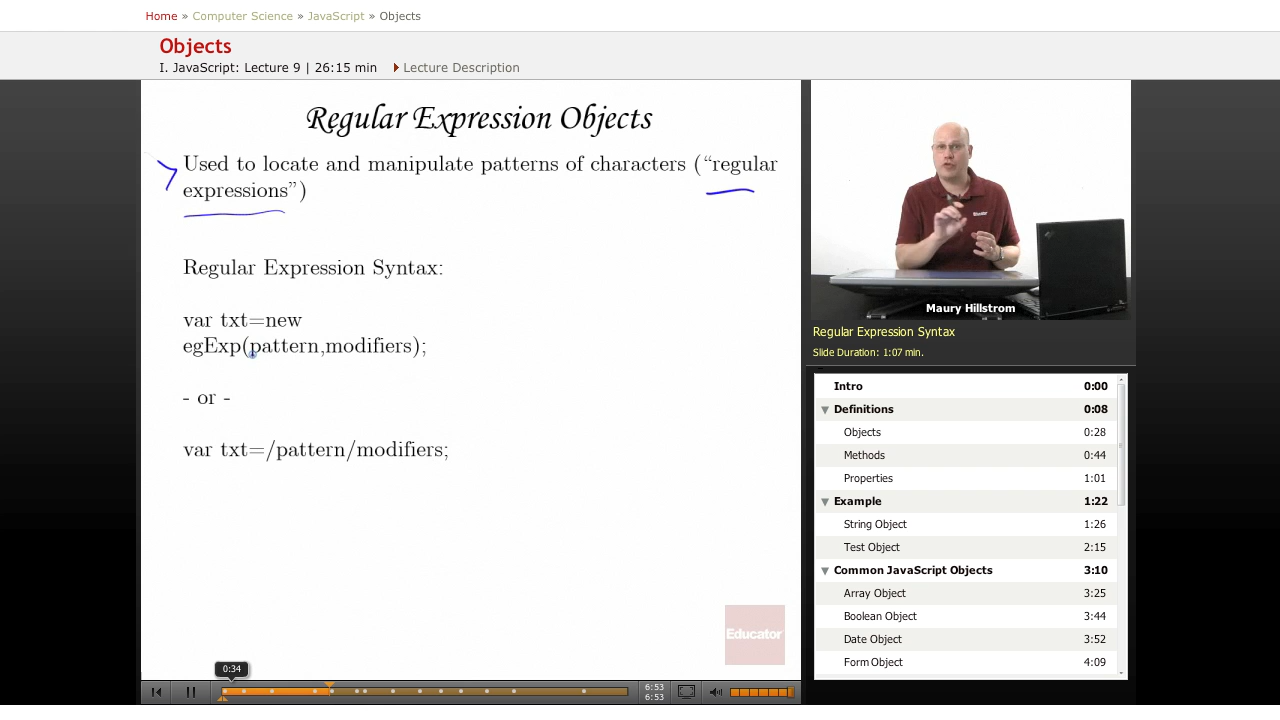 Home » Computer Science » JavaScript » Objects
Objects
I. JavaScript: Lecture 9 | 26:15 min
Lecture Description
Regular Expression Objects
Used to locate and manipulate patterns of characters (“regular
expressions”)
Regular Expression Syntax:
var txt=new
egExp(pattern,modifiers);
- or -
var txt=/pattern/modifiers;
Educator
0:34
6:53
6:53
Maury Hillstrom
Regular Expression Syntax
Slide Duration: 1:07 min.
Intro 0:00
Definitions 0:08
Objects 0:28
Methods 0:44
Properties 1:01
Example 1:22
String Object 1:26
Test Object 2:15
Common JavaScript Objects 3:10
Array Object 3:25
Boolean Object 3:44
Date Object 3:52
Form Object 4:09